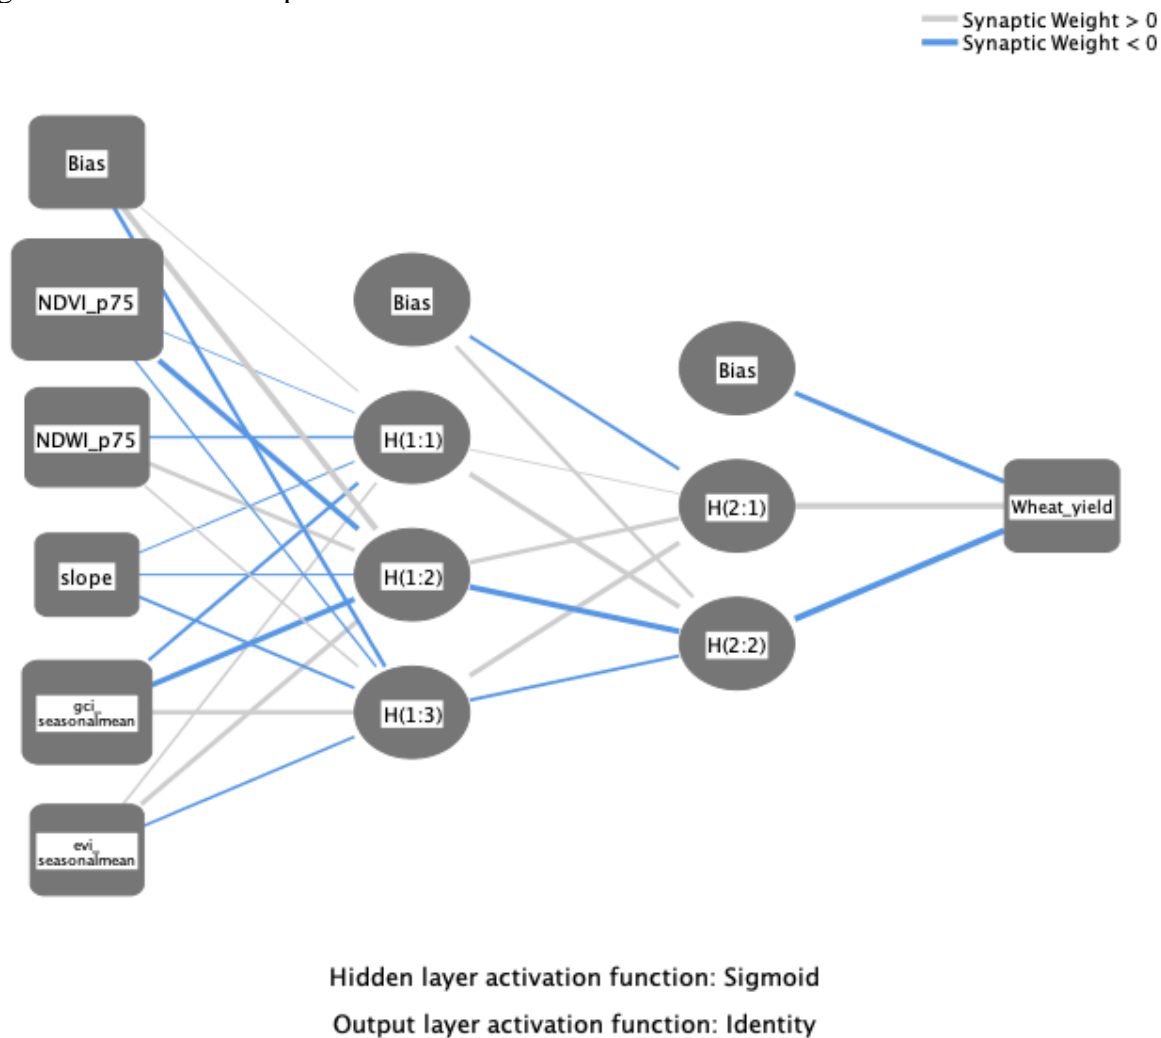 Synaptic Weight > 0
Synaptic Weight < 0
Bias
NDVI_p75
NDWI_p75
slope
gci_
seasonalmean
evi_
seasonalmean
Bias
H(1:1)
H(1:2)
H(1:3)
Bias
H(2:1)
H(2:2)
Wheat_yield
Hidden layer activation function: Sigmoid
Output layer activation function: Identity